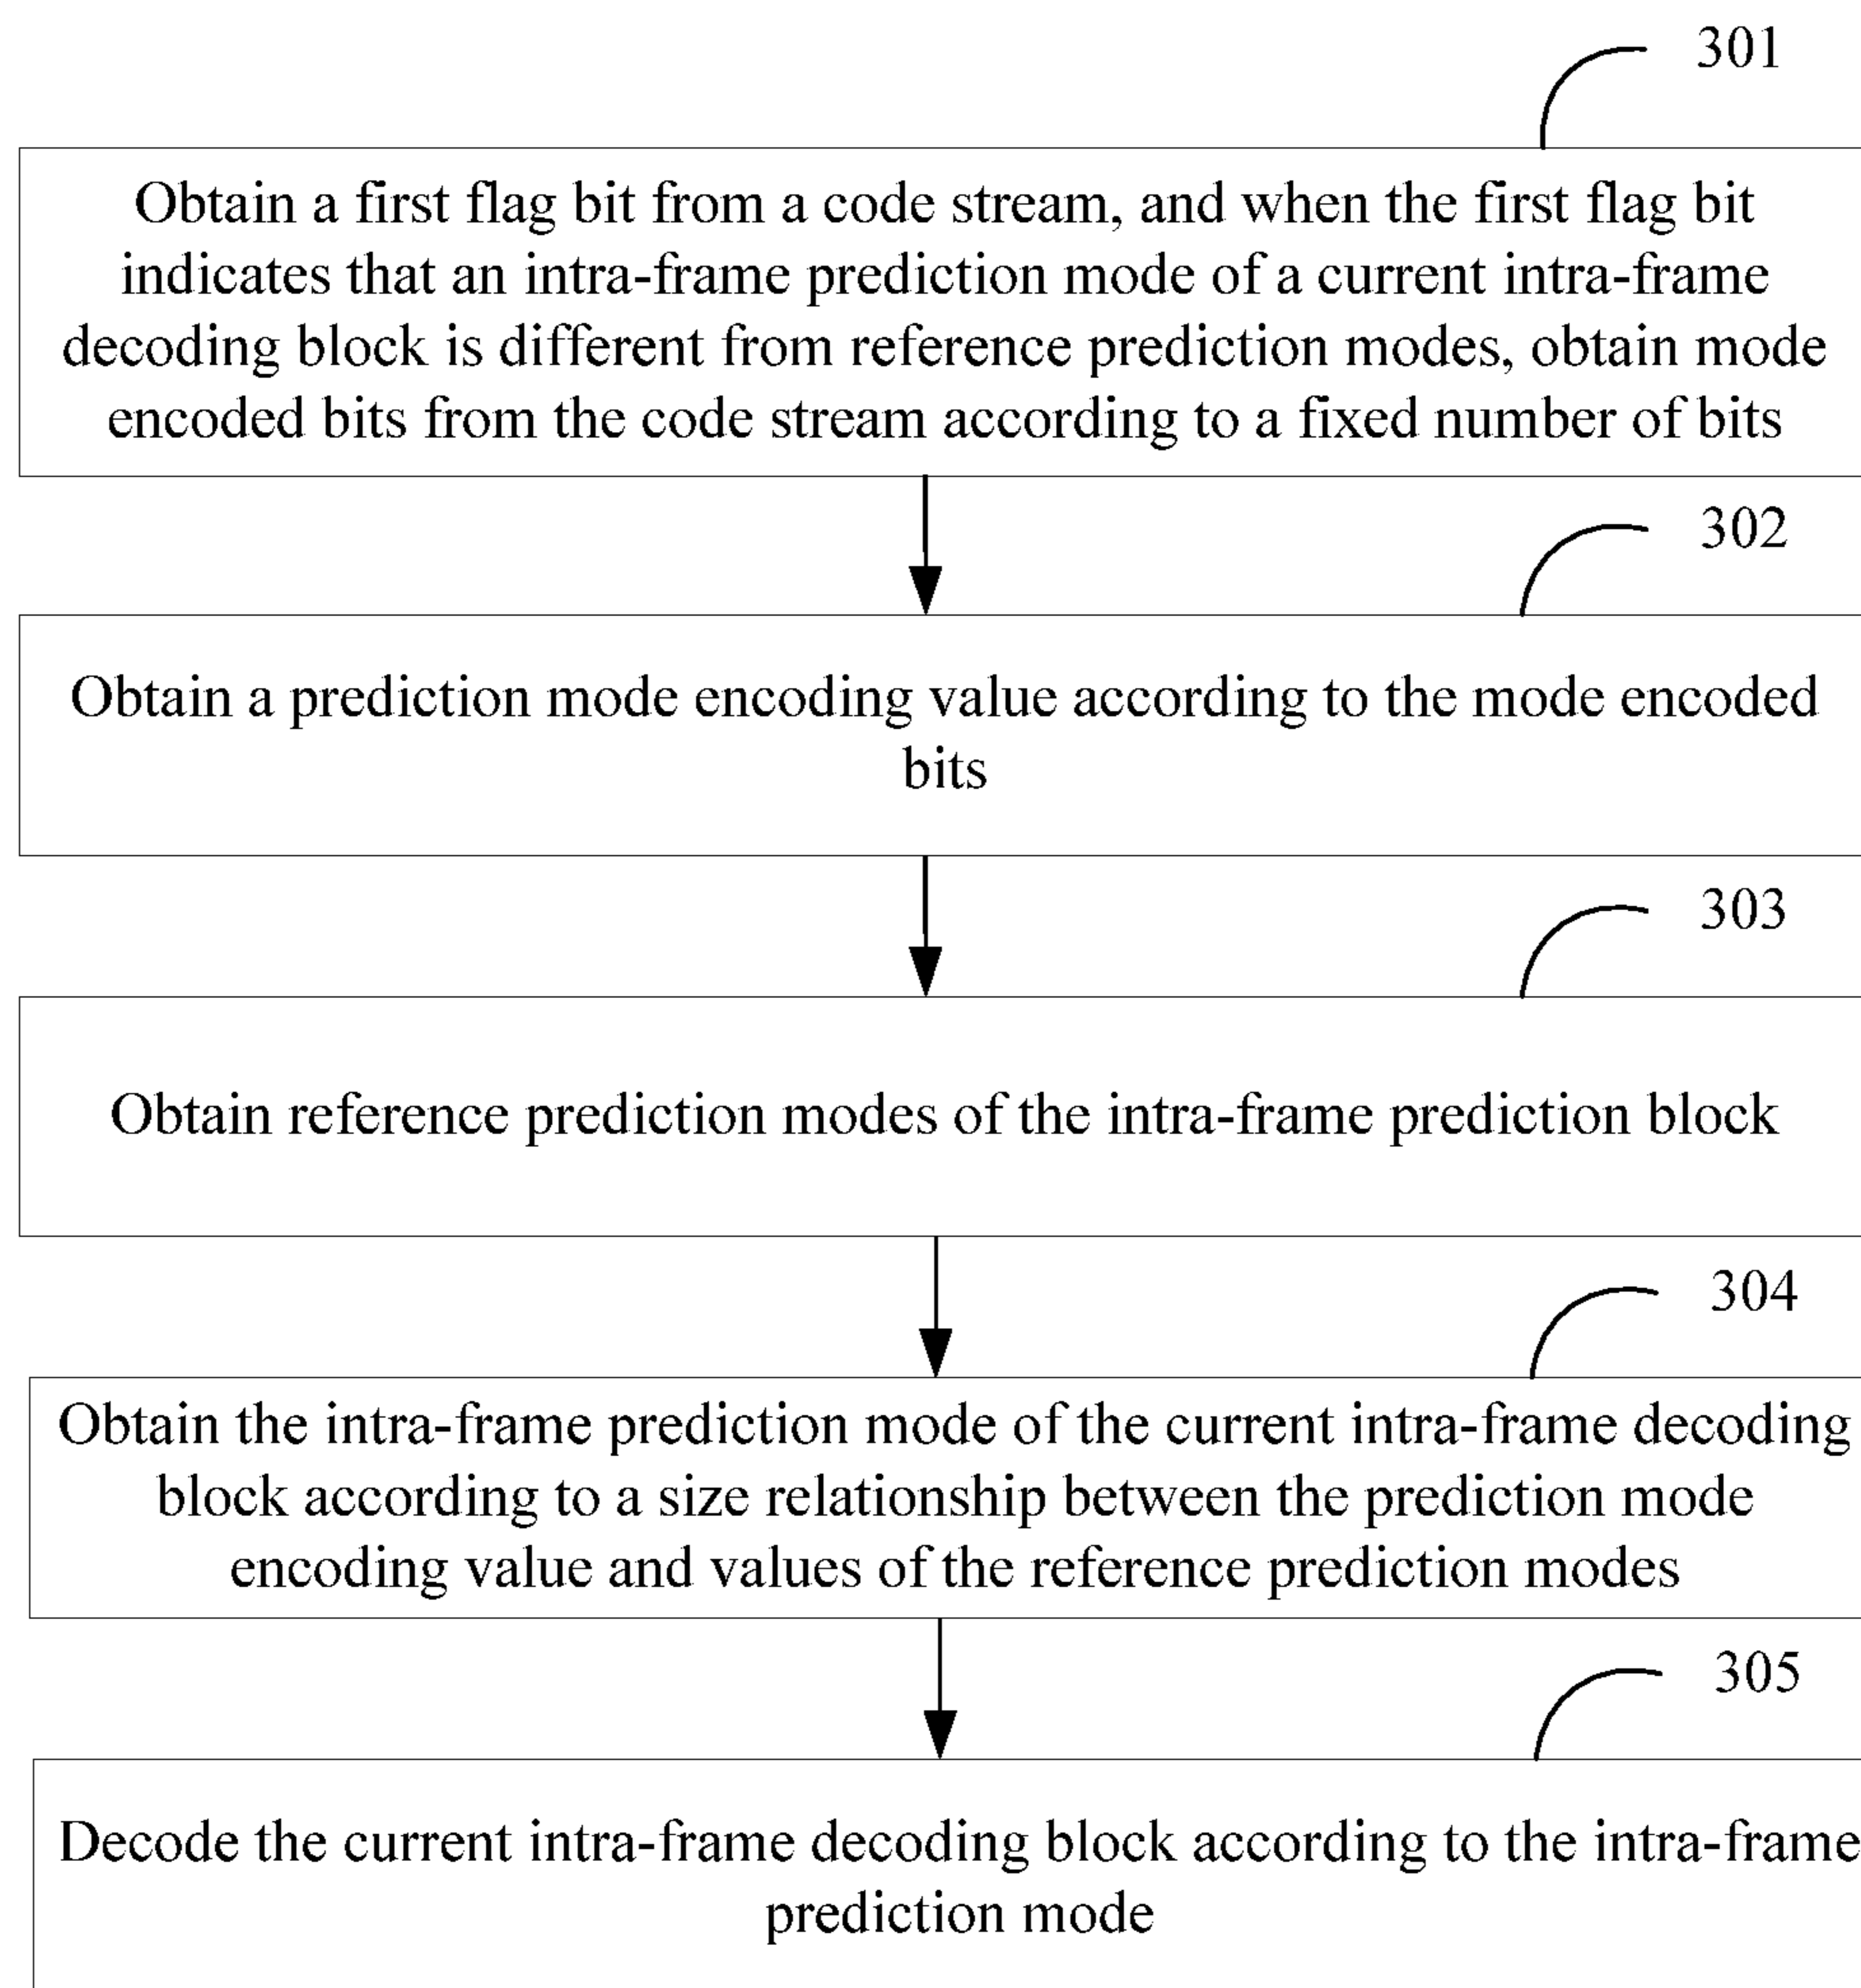 301
Obtain a first flag bit from a code stream, and when the first flag bit
indicates that an intra-frame prediction mode of a current intra-frame
decoding block is different from reference prediction modes, obtain mode
encoded bits from the code stream according to a fixed number of bits
302
Obtain a prediction mode encoding value according to the mode encoded
bits
303
Obtain reference prediction modes of the intra-frame prediction block
304
Obtain the intra-frame prediction mode of the current intra-frame decoding
block according to a size relationship between the prediction mode
encoding value and values of the reference prediction modes
305
Decode the current intra-frame decoding block according to the intra-frame
prediction mode